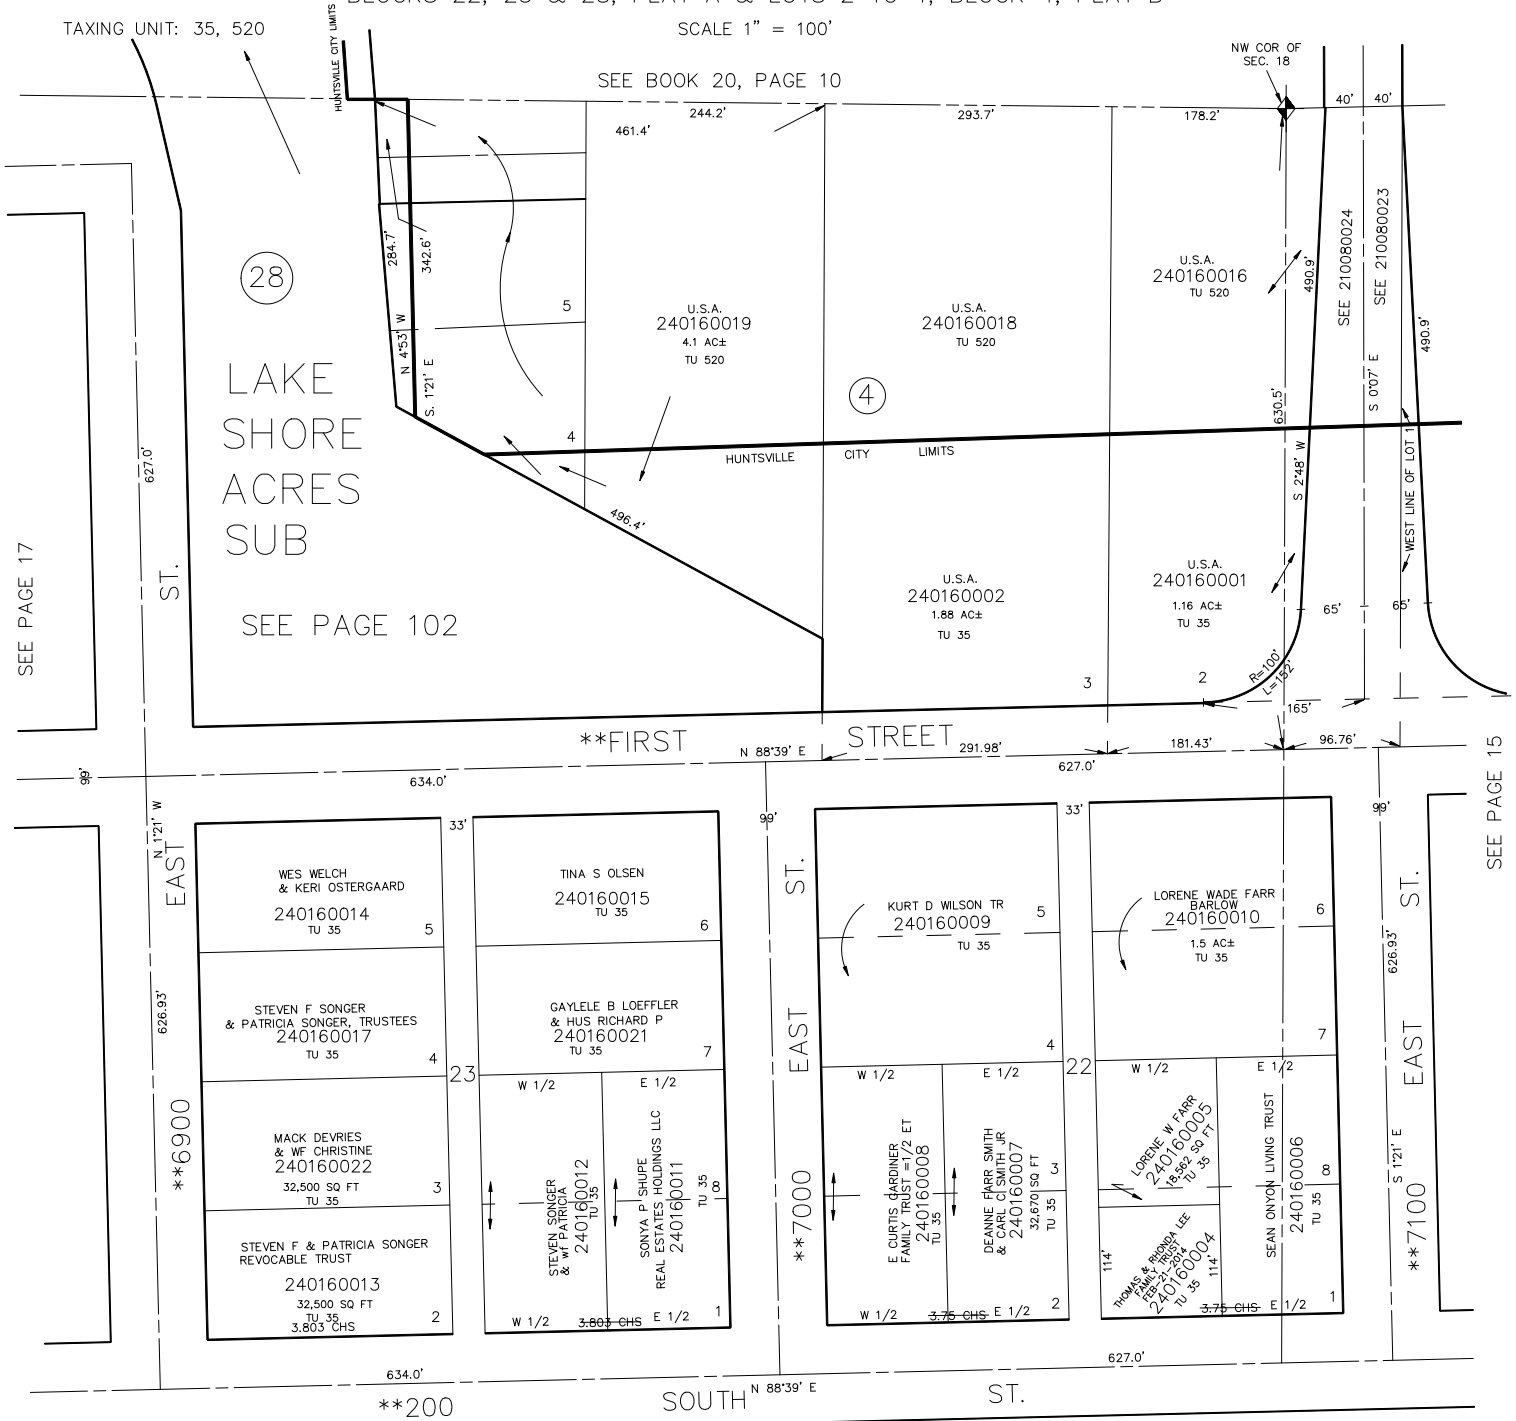 TAXING UNIT: 35, 520
SCALE 1" = 100'
HUNTSVILLE CITY LIMITS
SEE BOOK 20, PAGE 10
NW COR OF
SEC. 18
244.2'
461.4'
293.7'
178.2'
40'
40'
28
284.7'
342.6'
N 4°53' W
S. 1°21' E
5
4
LAKE
SHORE
ACRES
SUB
SEE PAGE 102
SEE PAGE 17
627.0'
ST.
U.S.A.
240160019
4.1 AC±
TU 520
U.S.A.
240160018
TU 520
U.S.A.
240160016
TU 520
4
490.9'
SEE 210080024
SEE 210080023
490.9'
S 0°07' E
630.5'
S 2°48' W
WEST LINE OF LOT 1
HUNTSVILLE CITY LIMITS
496.4'
U.S.A.
240160002
1.88 AC±
TU 35
3
U.S.A.
240160001
1.16 AC±
TU 35
2
R=100'
L=152'
65'
65'
165'
**FIRST STREET
N 88°39' E
291.98'
181.43'
96.76'
99'
634.0'
627.0'
SEE PAGE 15
N 1°21' W
EAST
33'
99'
33'
99'
WES WELCH
& KERI OSTERGAARD
240160014
TU 35
5
TINA S OLSEN
240160015
TU 35
6
ST.
KURT D WILSON TR
240160009
TU 35
5
LORENE WADE FARR
BARLOW
240160010
1.5 AC±
TU 35
6
ST.
626.93'
626.93'
STEVEN F SONGER
& PATRICIA SONGER, TRUSTEES
240160017
TU 35
4
GAYLELE B LOEFFLER
& HUS RICHARD P
240160021
TU 35
7
EAST
4
7
EAST
23
22
W 1/2
E 1/2
W 1/2
E 1/2
W 1/2
E 1/2
**6900
MACK DEVRIES
& WF CHRISTINE
240160022
32,500 SQ FT
TU 35
3
STEVEN SONGER
& wf PATRICIA
240160012
TU 35
SONYA P SHUPE
REAL ESTATES HOLDINGS LLC
240160011
TU 35
8
**7000
E CURTIS GARDINER
FAMILY TRUST =1/2 ET
240160008
TU 35
DEANNE FARR SMITH
& CARL C SMITH JR
240160007
32,670 SQ FT
TU 35
3
LORENE W FARR
240160005
18,562 SQ FT
TU 35
SEAN ONYON LIVING TRUST
240160006
TU 35
8
S 1°21' E
**7100
STEVEN F & PATRICIA SONGER
REVOCABLE TRUST
240160013
32,500 SQ FT
TU 35
3.803 CHS
2
W 1/2
3.803 CHS
E 1/2
1
W 1/2
3.75 CHS
E 1/2
2
114'
THOMAS & RHONDA LEE
FAMILY TRUST
FEB-21-2014
240160004
TU 35
114'
3.75 CHS
E 1/2
1
634.0'
627.0'
**200 SOUTH
N 88°39' E
ST.